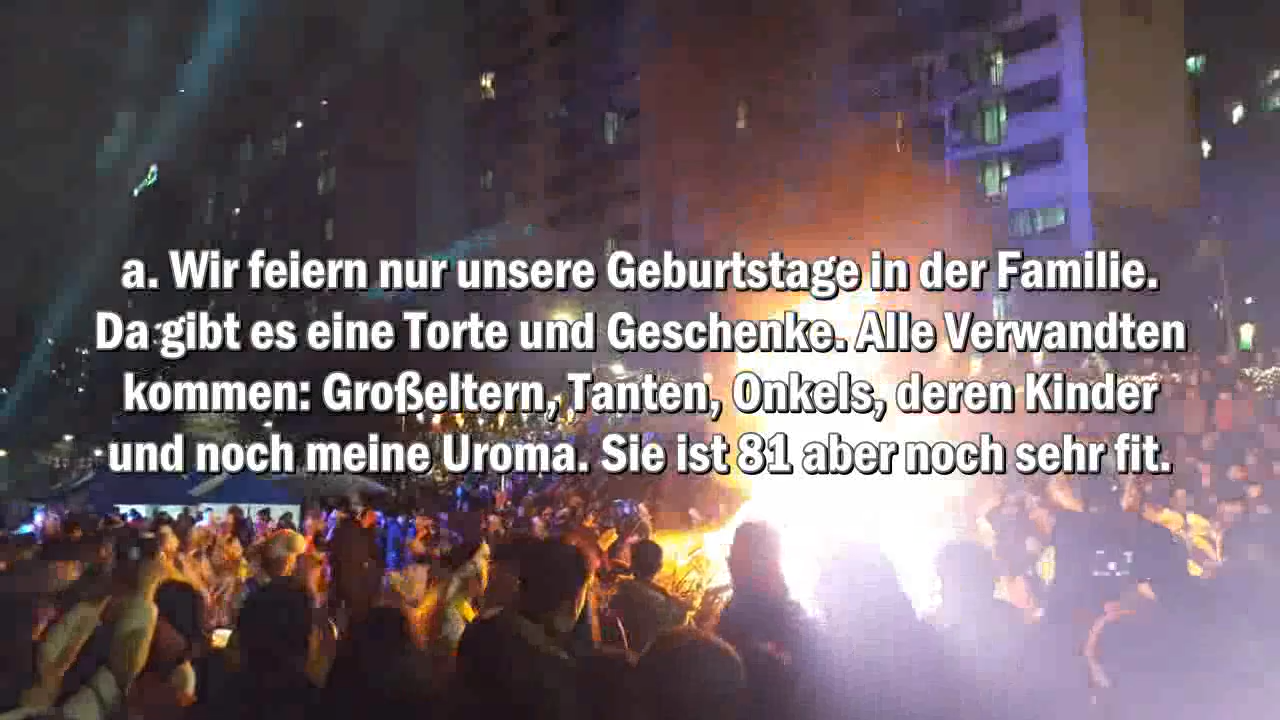 a. Wir feiern nur unsere Geburtstage in der Familie.
Da gibt es eine Torte und Geschenke. Alle Verwandten
kommen: Großeltern, Tanten, Onkels, deren Kinder
und noch meine Uroma. Sie ist 81 aber noch sehr fit.